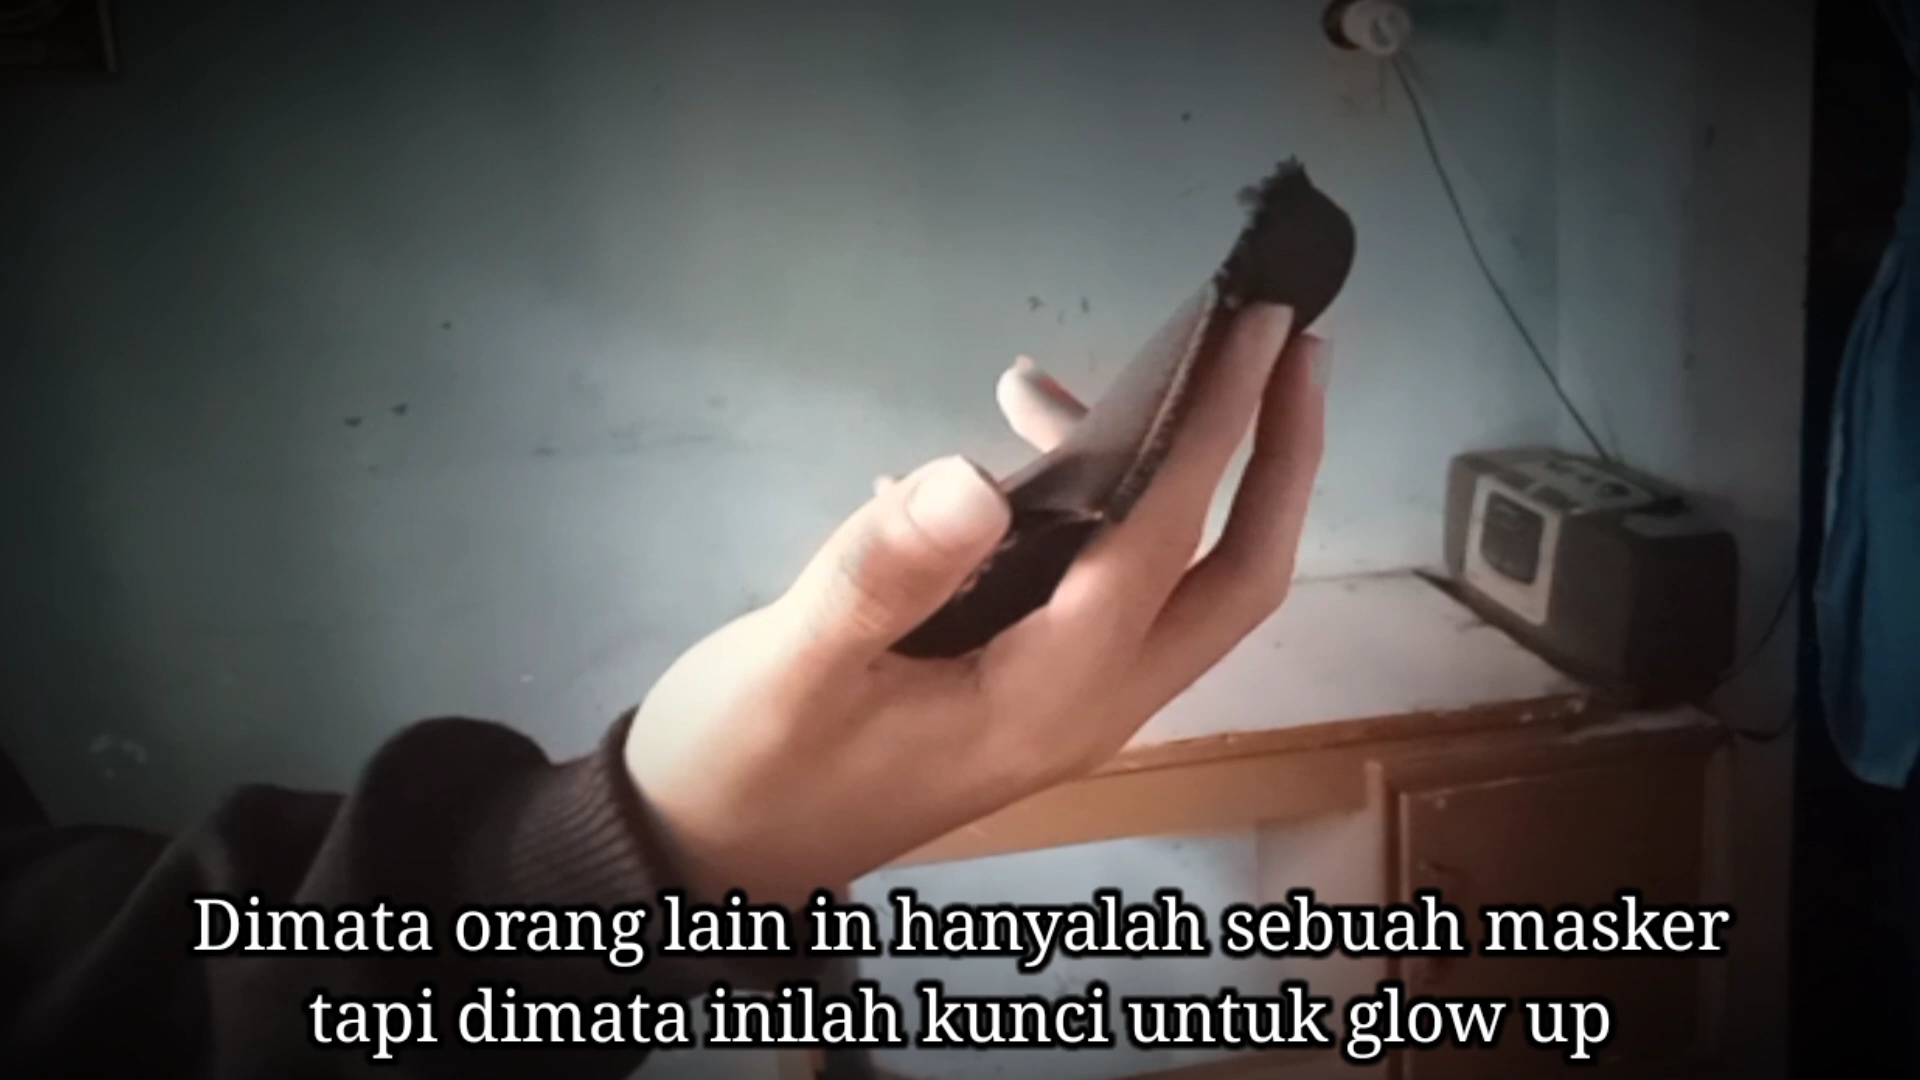 Dimata orang lain in hanyalah sebuah masker
tapi dimata inilah kunci untuk glow up